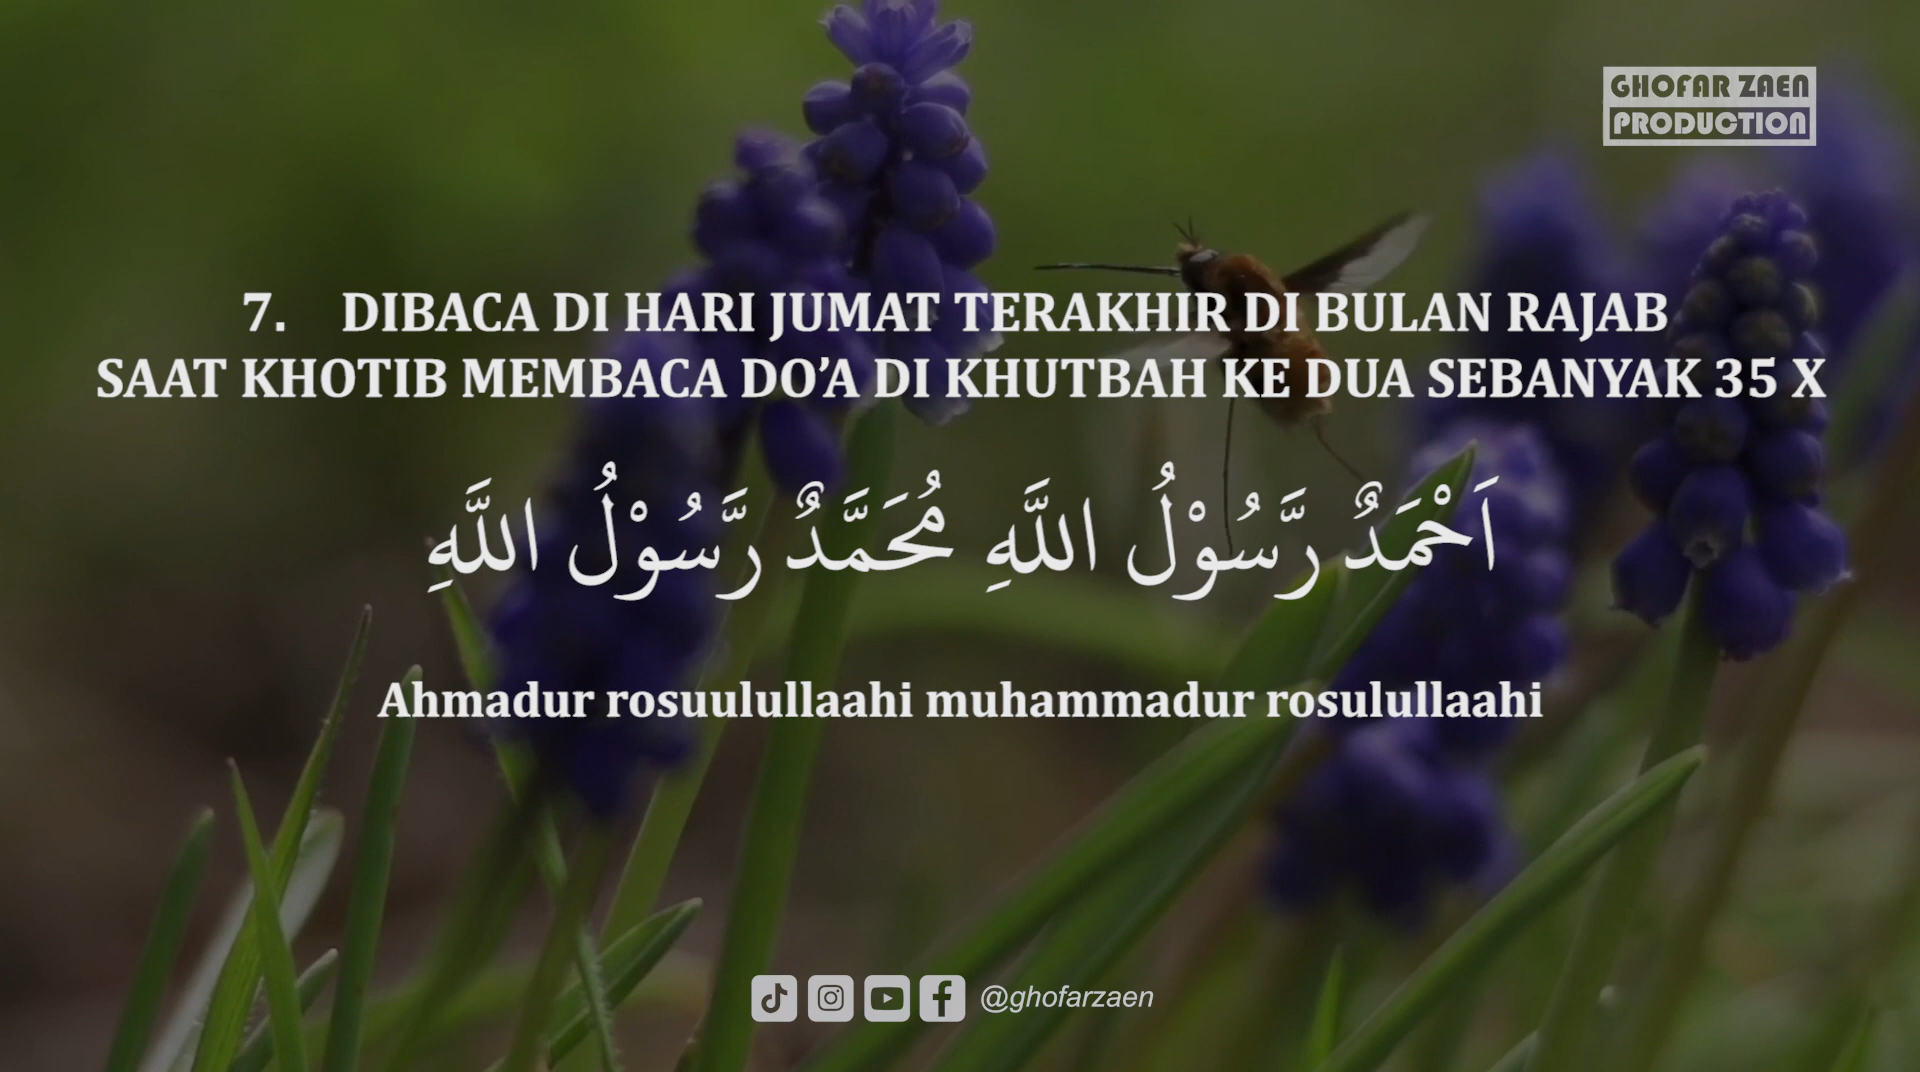 GHOFAR ZAEN
PRODUCTION
7. DIBACA DI HARI JUMAT TERAKHIR DI BULAN RAJAB
SAAT KHOTIB MEMBACA DO’A DI KHUTBAH KE DUA SEBANYAK 35 X
اَحْمَدٌ رَّسُوْلُ اللَّهِ مُحَمَّدٌ رَّسُوْلُ اللَّهِ
Ahmadur rosuulullaahi muhammadur rosulullaahi
@ghofarzaen